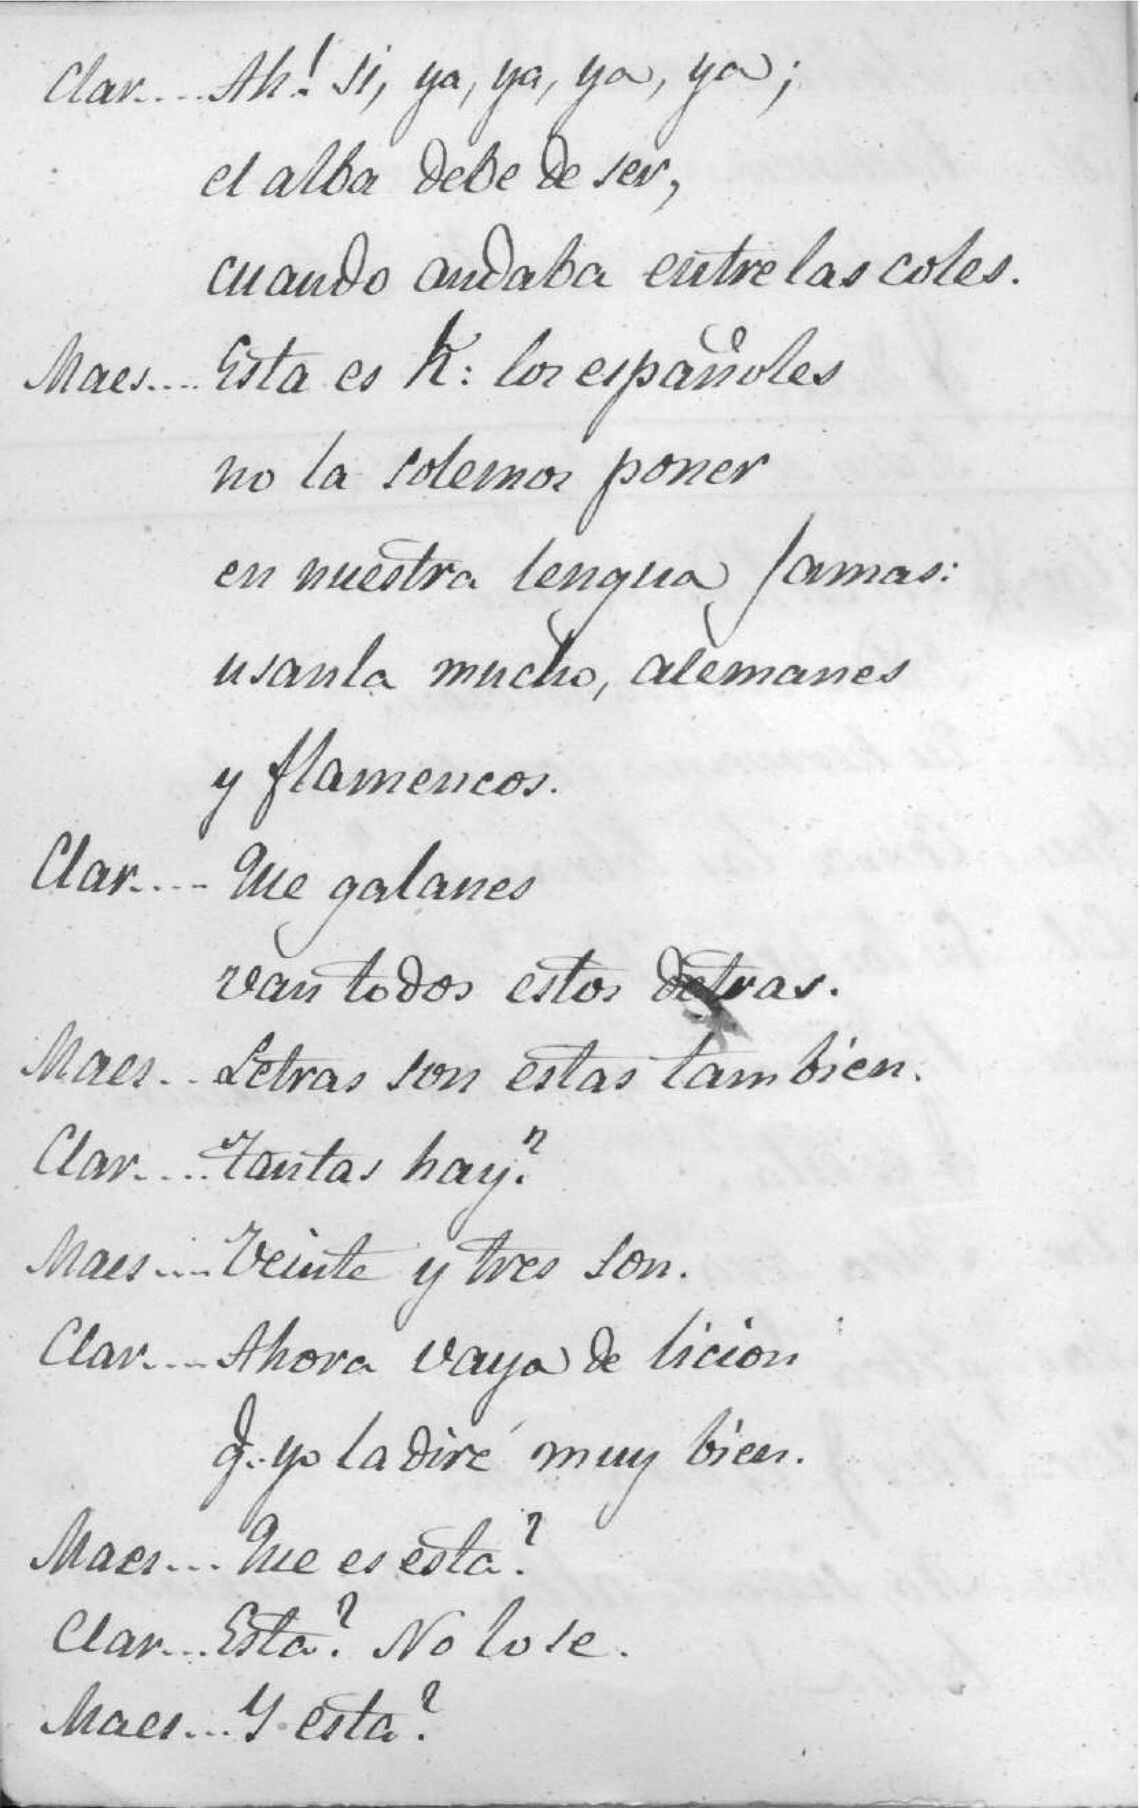 Clar.... Ah! si, ya, ya, ya, ya;
el alba debe de ser,
cuando andaba entre las coles.
Maes.... Esta es K: los españoles
no la solemos poner
en nuestra lengua jamas:
usanla mucho, alemanes
y flamencos.
Clar.... Que galanes
van todos estos detras.
Maes... Letras son estas tambien.
Clar.... Tantas hay?
Maes.... Veinte y tres son.
Clar.... Ahora vaya de licion
q. yo la diré muy bien.
Maes... Que es esta?
Clar... Esta? No lo se.
Maes... Y esta?